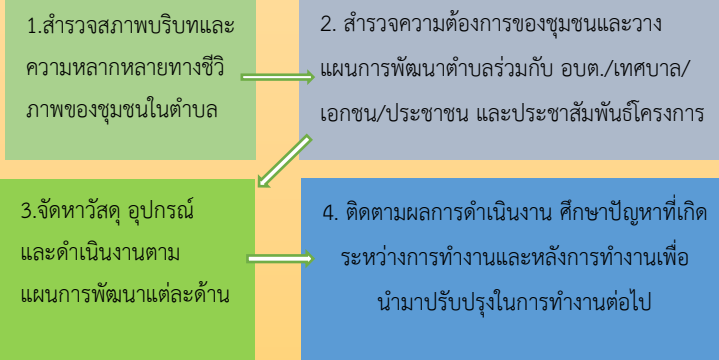 1.สำรวจสภาพบริบทและ
ความหลากหลายทางชีวิ
ภาพของชุมชนในตำบล
2. สำรวจความต้องการของชุมชนและวาง
แผนการพัฒนาตำบลร่วมกับ อบต./เทศบาล/
เอกชน/ประชาชน และประชาสัมพันธ์โครงการ
3.จัดหาวัสดุ อุปกรณ์
และดำเนินงานตาม
แผนการพัฒนาแต่ละด้าน
4. ติดตามผลการดำเนินงาน ศึกษาปัญหาที่เกิด
ระหว่างการทำงานและหลังการทำงานเพื่อ
นำมาปรับปรุงในการทำงานต่อไป